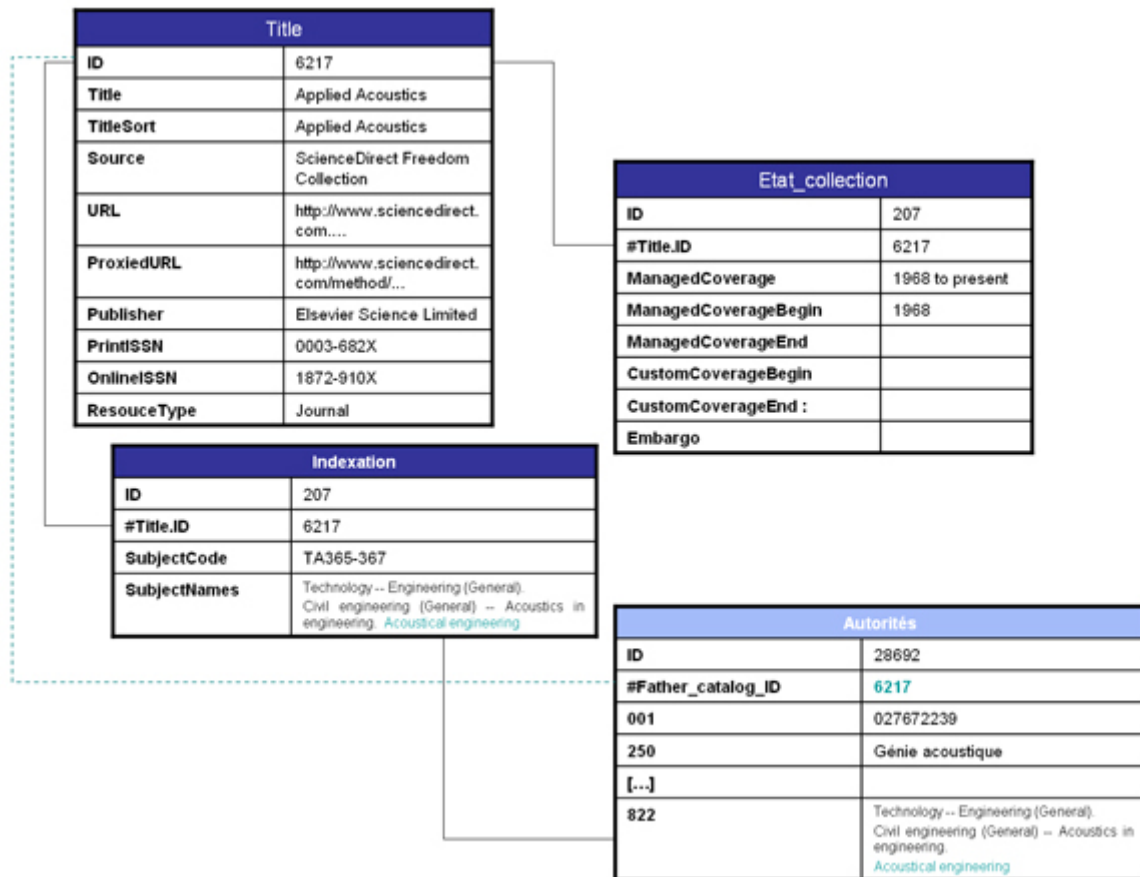 Title
ID 6217
Title Applied Acoustics
TitleSort Applied Acoustics
Source ScienceDirect Freedom
Collection
URL http://www.sciencedirect.
com....
ProxiedURL http://www.sciencedirect.
com/method/...
Publisher Elsevier Science Limited
PrintISSN 0003-682X
OnlineISSN 1872-910X
ResouceType Journal
Etat_collection
ID 207
#Title.ID 6217
ManagedCoverage 1968 to present
ManagedCoverageBegin 1968
ManagedCoverageEnd
CustomCoverageBegin
CustomCoverageEnd :
Embargo
Indexation
ID 207
#Title.ID 6217
SubjectCode TA365-367
SubjectNames Technology -- Engineering (General).
Civil engineering (General) -- Acoustics in
engineering. Acoustical engineering
Autorités
ID 28692
#Father_catalog_ID 6217
001 027672239
250 Génie acoustique
[...]
822 Technology -- Engineering (General).
Civil engineering (General) -- Acoustics in
engineering.
Acoustical engineering